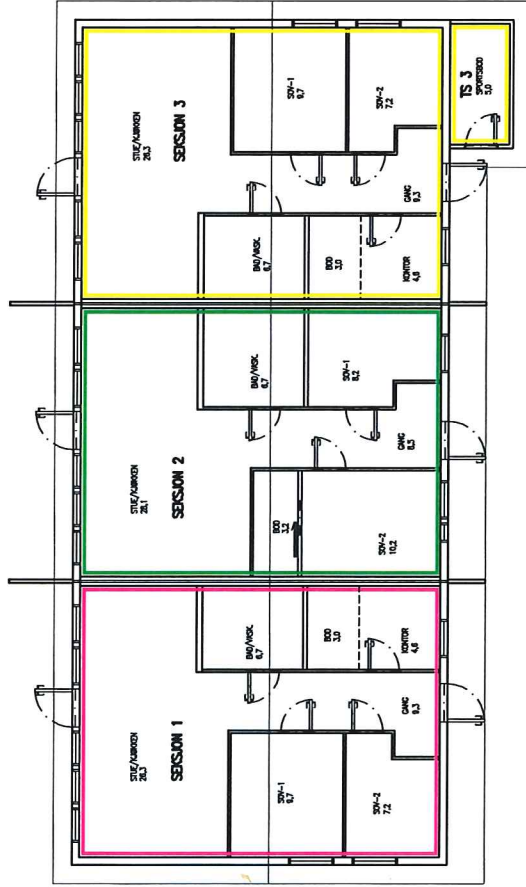 STUE/KJØKKEN
28,3
SEKSJON 1
BAD/VASK.
6,7
BOD
3,0
KONTOR
4,6
SOV-1
9,7
SOV-2
7,2
GANG
9,3
STUE/KJØKKEN
28,1
SEKSJON 2
BAD/VASK.
6,7
BOD
3,2
SOV-1
8,2
SOV-2
10,2
GANG
8,5
STUE/KJØKKEN
28,3
SEKSJON 3
BAD/VASK.
6,7
BOD
3,0
KONTOR
4,6
SOV-1
9,7
SOV-2
7,2
GANG
9,3
TS 3
SPORTSBOD
5,0